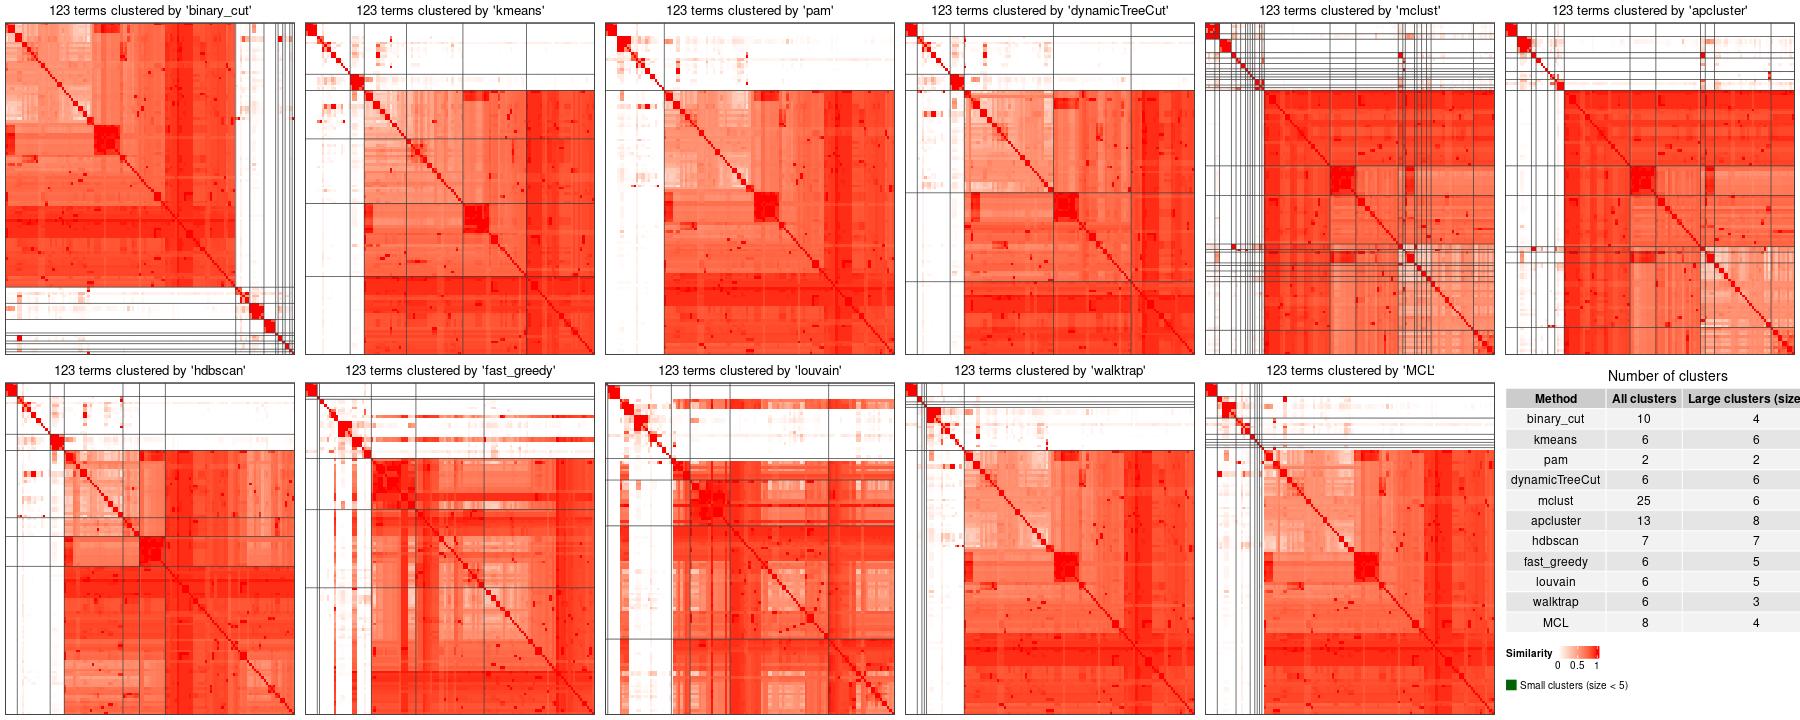 123 terms clustered by 'binary_cut'
123 terms clustered by 'kmeans'
123 terms clustered by 'pam'
123 terms clustered by 'dynamicTreeCut'
123 terms clustered by 'mclust'
123 terms clustered by 'apcluster'
123 terms clustered by 'hdbscan'
123 terms clustered by 'fast_greedy'
123 terms clustered by 'louvain'
123 terms clustered by 'walktrap'
123 terms clustered by 'MCL'
Number of clusters
Method All clusters Large clusters (size
binary_cut 10 4
kmeans 6 6
pam 2 2
dynamicTreeCut 6 6
mclust 25 6
apcluster 13 8
hdbscan 7 7
fast_greedy 6 5
louvain 6 5
walktrap 6 3
MCL 8 4
Similarity
0 0.5 1
Small clusters (size < 5)